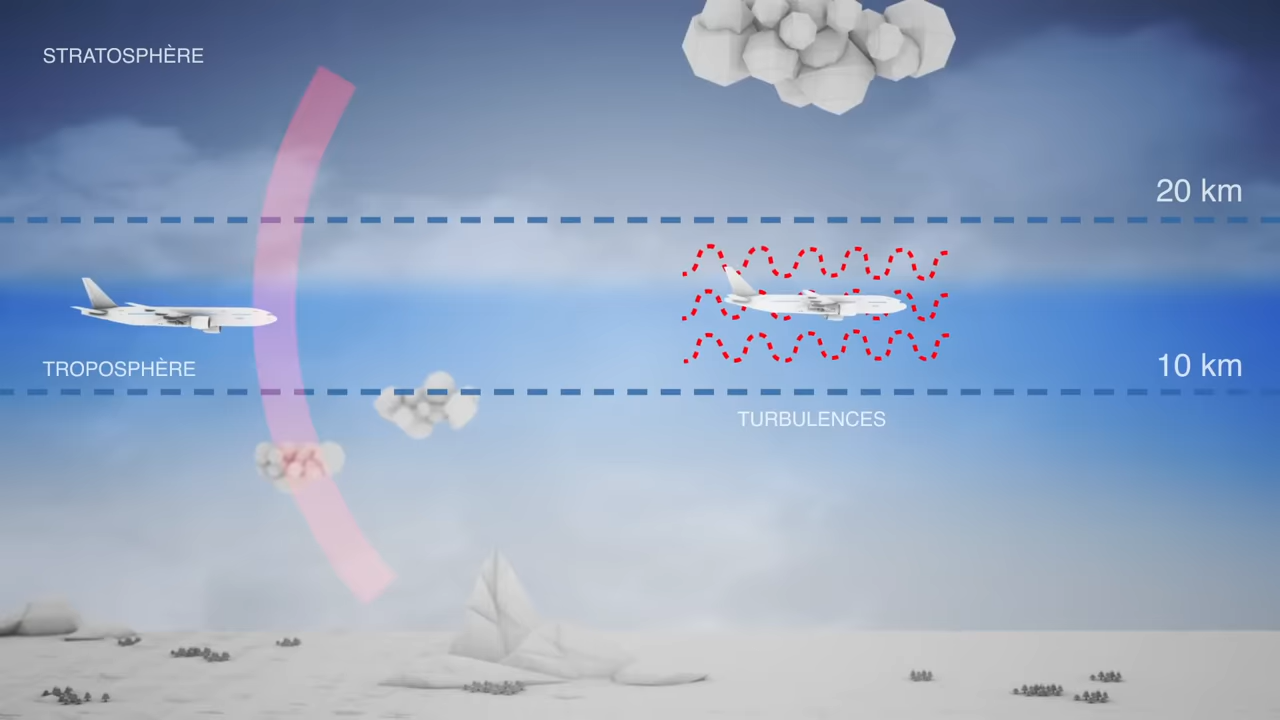 STRATOSPHÈRE
20 km
TROPOSPHÈRE
10 km
TURBULENCES